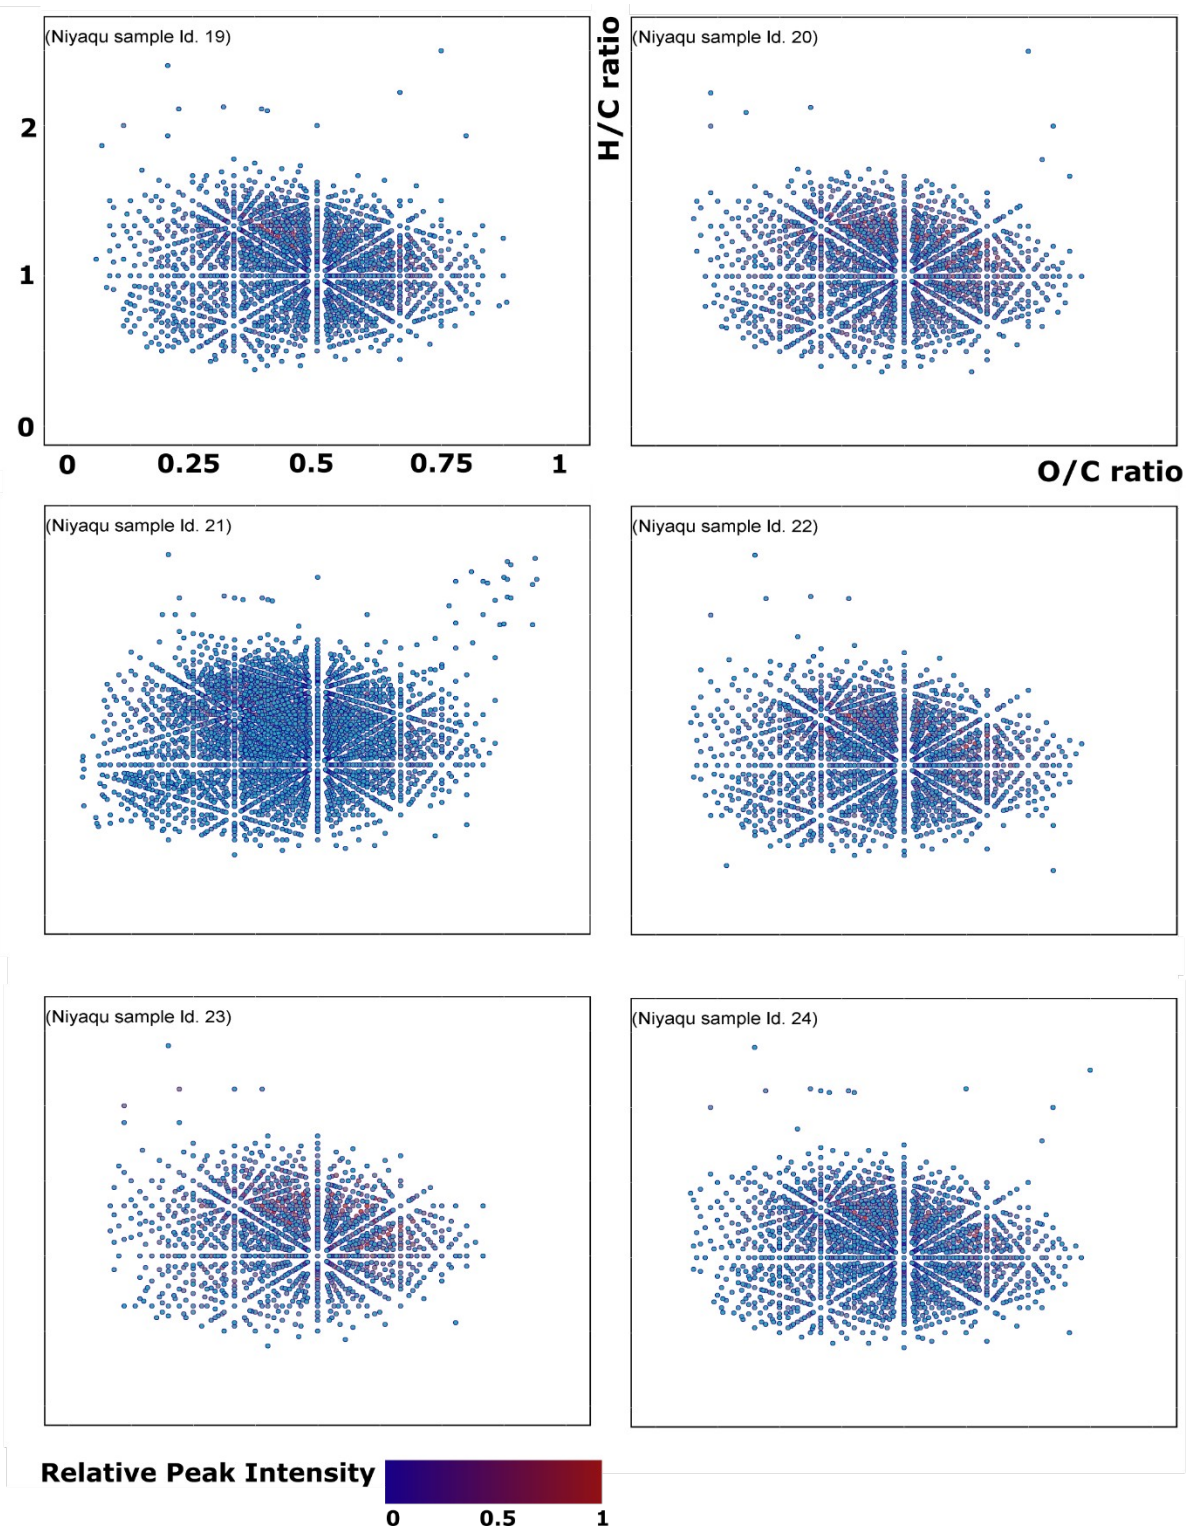 (Niyaqu sample Id. 19)
H/C ratio
(Niyaqu sample Id. 20)
2
1
0
0 0.25 0.5 0.75 1
O/C ratio
(Niyaqu sample Id. 21)
(Niyaqu sample Id. 22)
(Niyaqu sample Id. 23)
(Niyaqu sample Id. 24)
Relative Peak Intensity
0 0.5 1